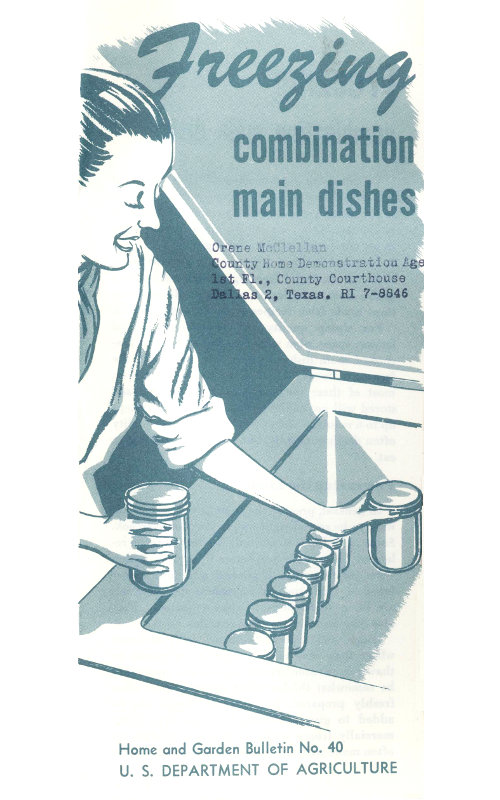 Freezing
combination
main dishes
Orene McClellan
County Home Demonstration Age
1st Fl., County Courthouse
Dallas 2, Texas. RI 7-8846
Home and Garden Bulletin No. 40
U. S. DEPARTMENT OF AGRICULTURE